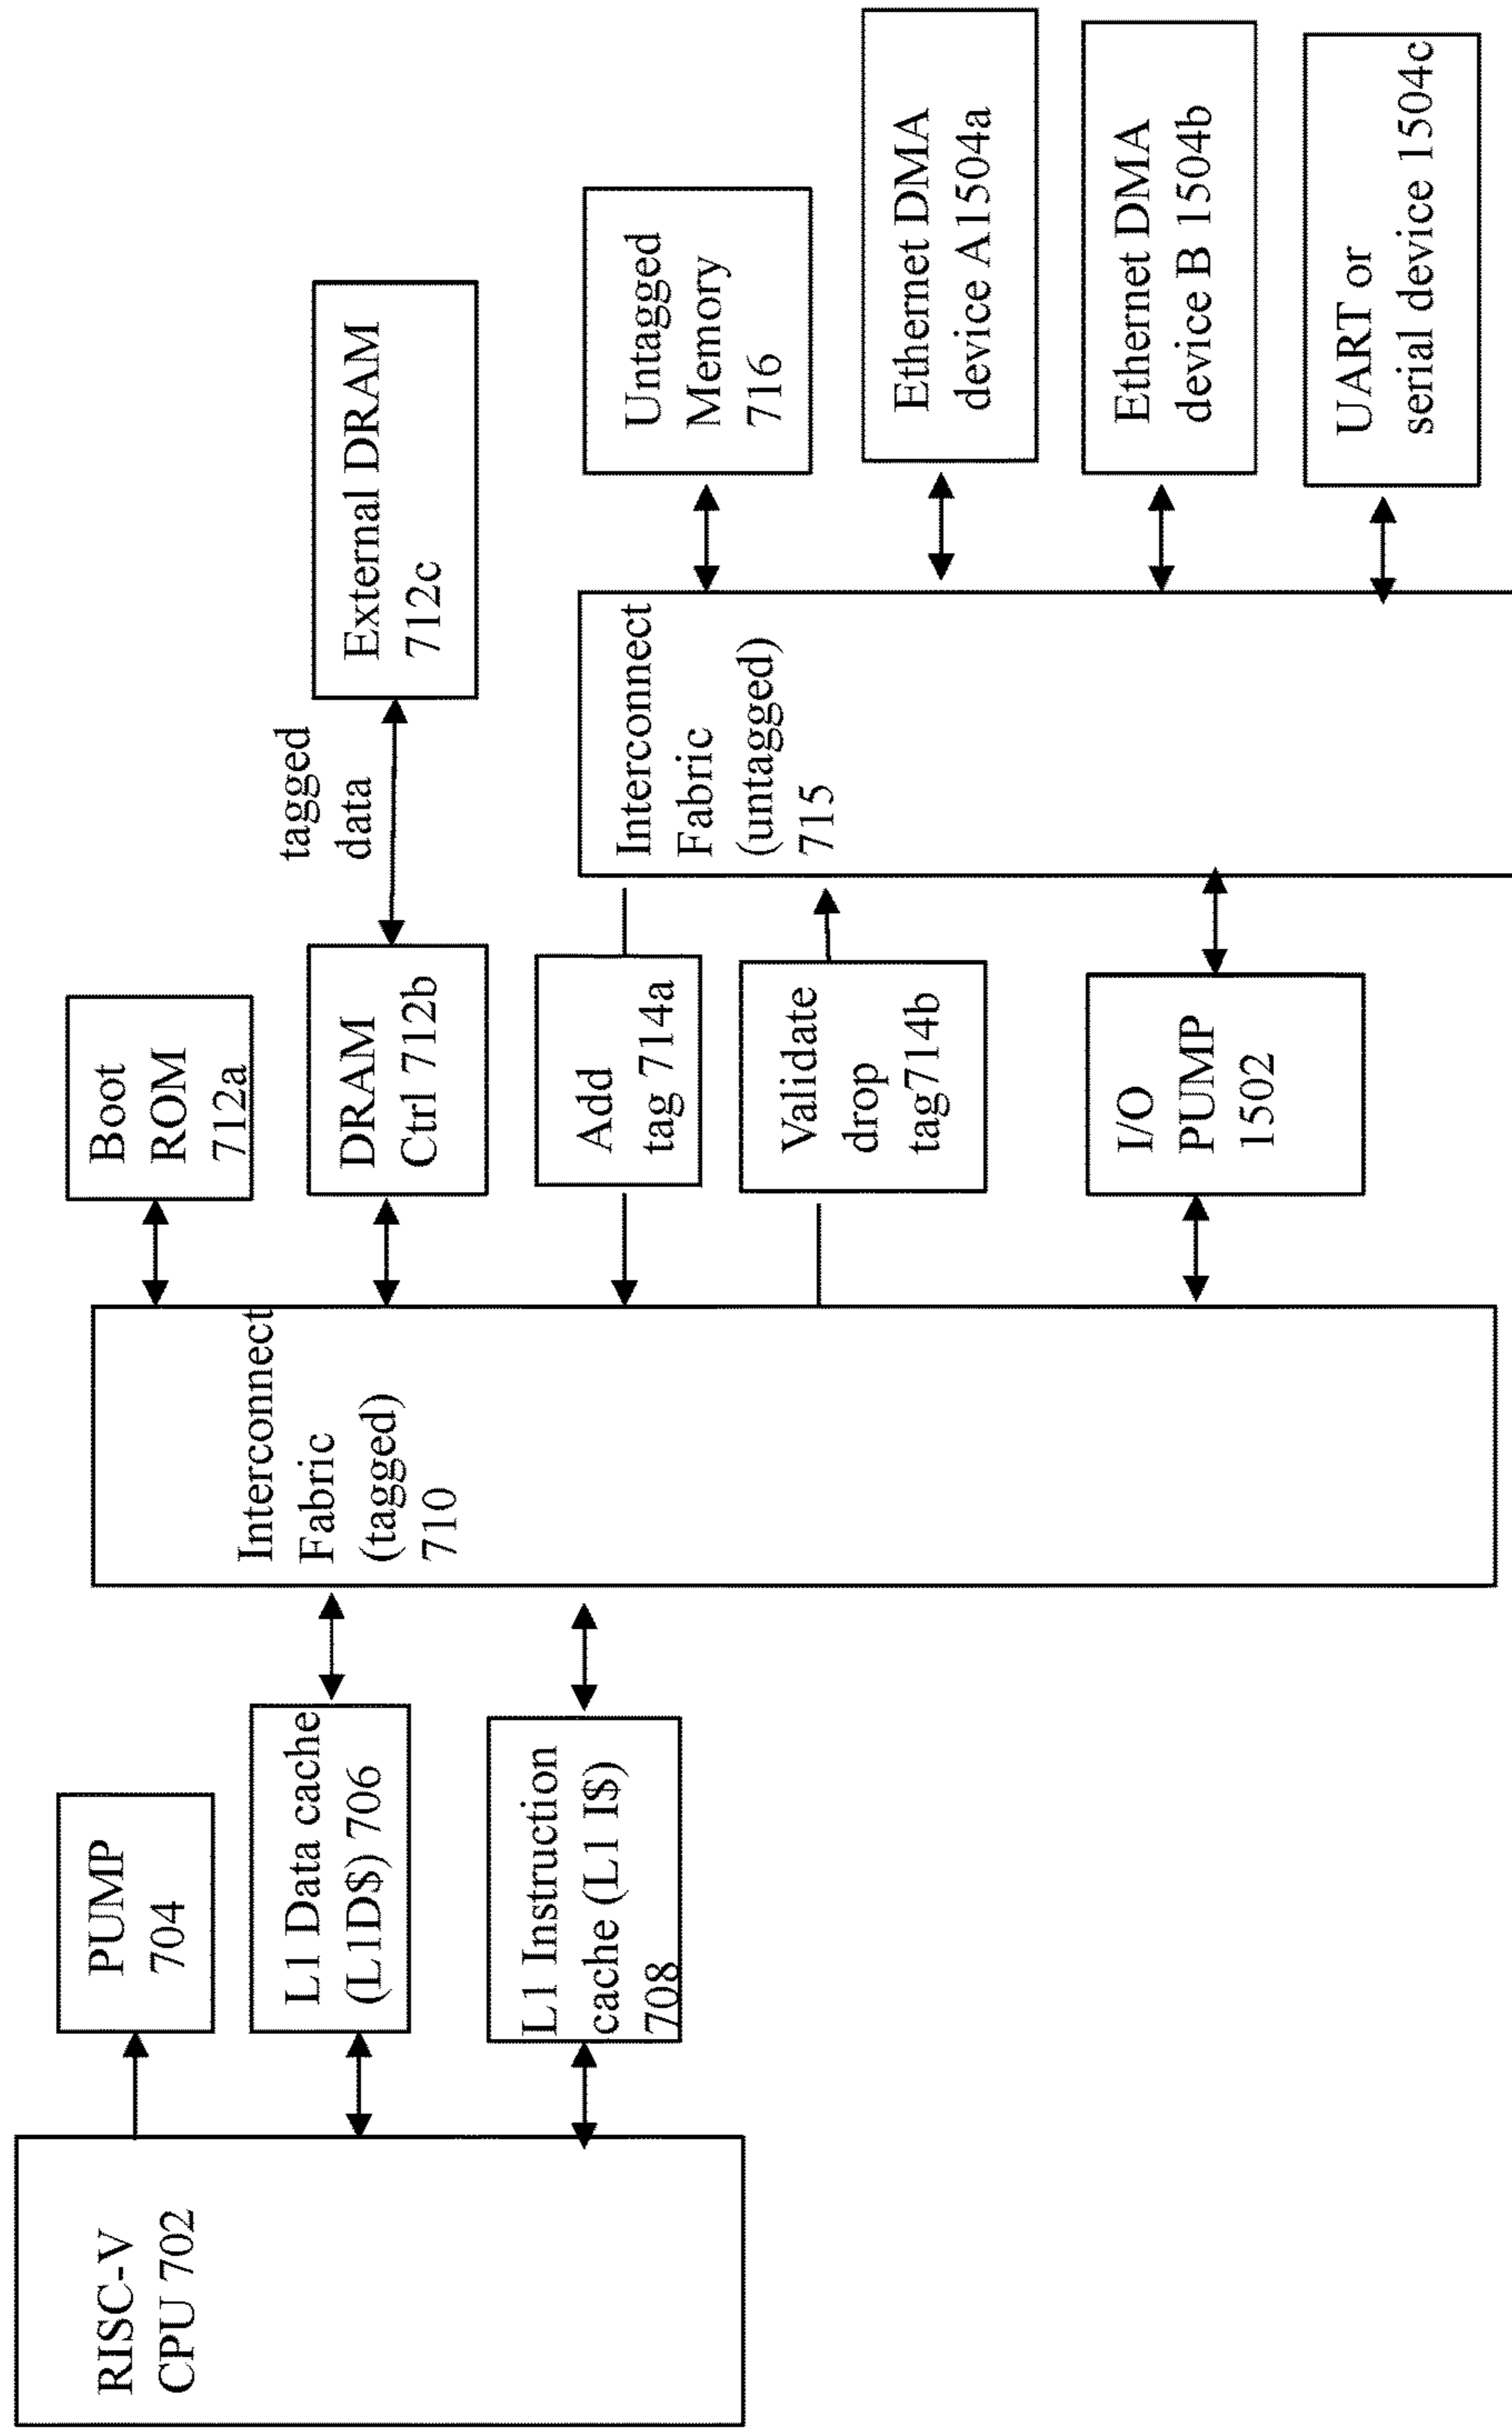 RISC-V
CPU 702
PUMP
704
L1 Data cache
(L1D$) 706
L1 Instruction
cache (L1 I$)
708
Interconnect
Fabric
(tagged)
710
Boot
ROM
712a
DRAM
Ctrl 712b
tagged
data
External DRAM
712c
Add
tag 714a
Validate
drop
tag714b
I/O
PUMP
1502
Interconnect
Fabric
(untagged)
715
Untagged
Memory
716
Ethernet DMA
device A1504a
Ethernet DMA
device B 1504b
UART or
serial device 1504c